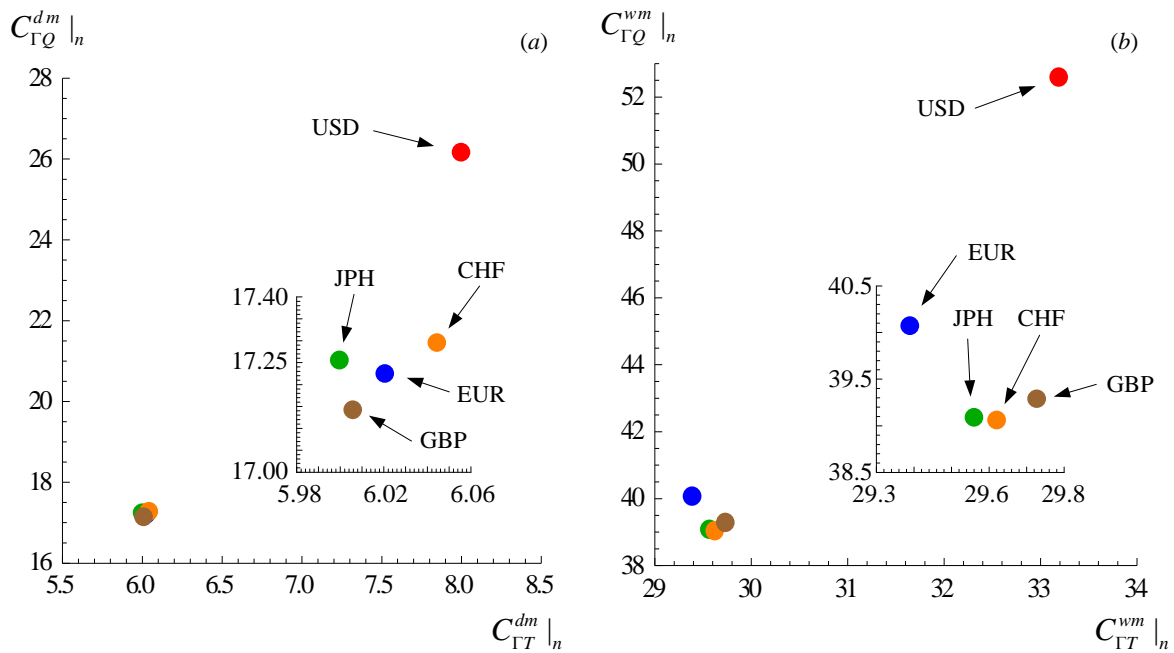 C^{dm}_{ΓQ} |_n
(a)
28
26
24
22
20
18
16
5.5
6.0
6.5
7.0
7.5
8.0
8.5
C^{dm}_{ΓT} |_n
USD
JPH
CHF
EUR
GBP
17.40
17.25
17.00
5.98
6.02
6.06
C^{wm}_{ΓQ} |_n
(b)
52
50
48
46
44
42
40
38
29
30
31
32
33
34
C^{wm}_{ΓT} |_n
USD
EUR
JPH
CHF
GBP
40.5
39.5
38.5
29.3
29.6
29.8